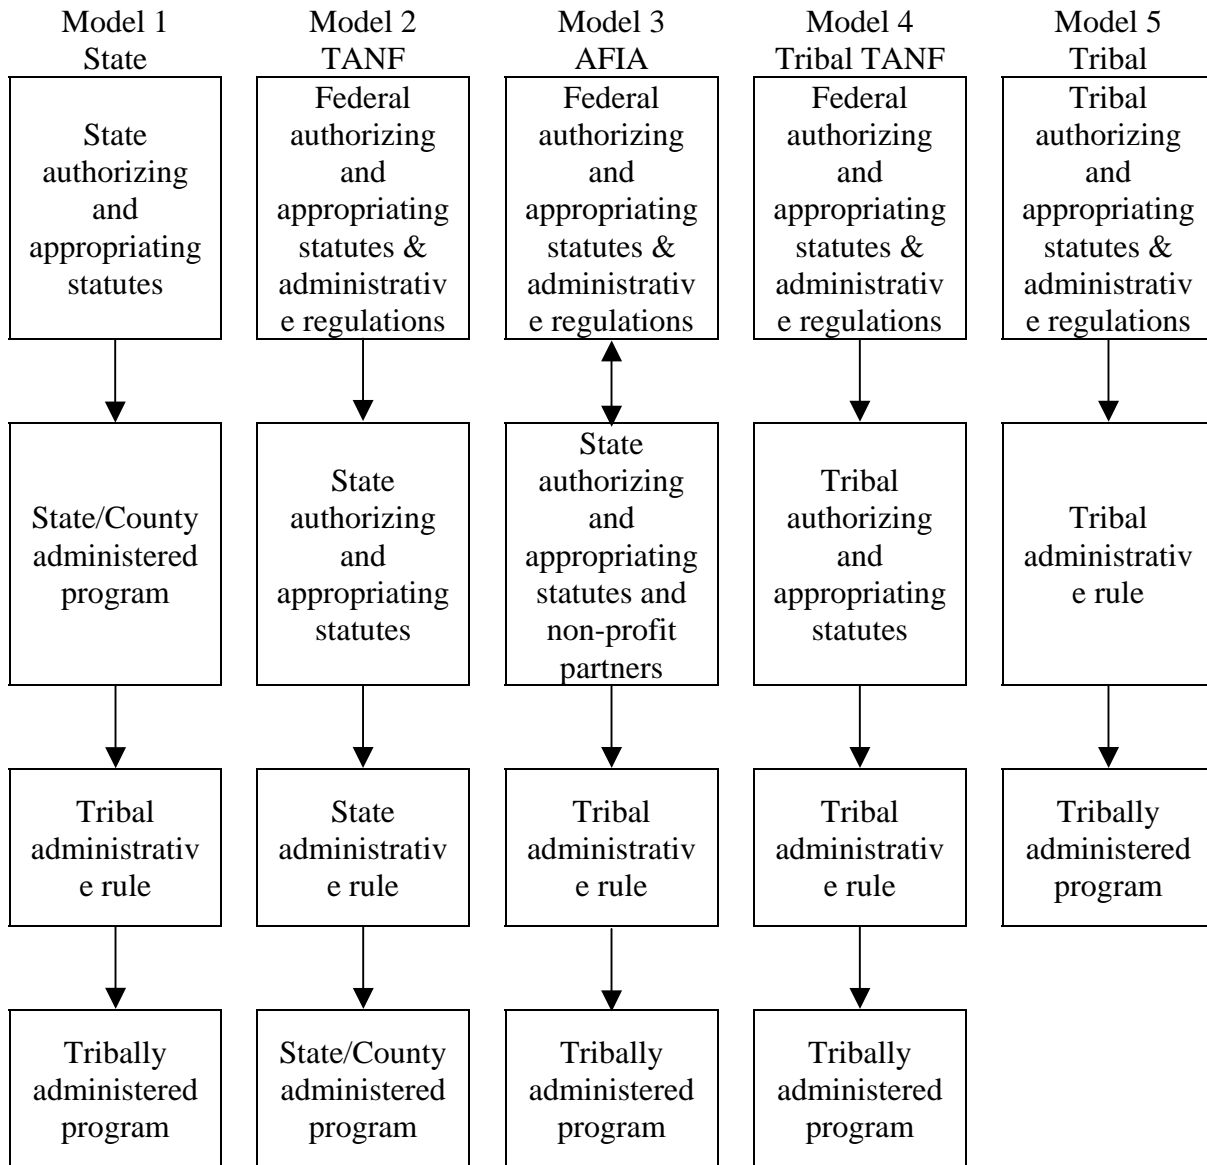 Model 1
State
Model 2
TANF
Model 3
AFIA
Model 4
Tribal TANF
Model 5
Tribal
State
authorizing
and
appropriating
statutes
Federal
authorizing
and
appropriating
statutes &
administrativ
e regulations
Federal
authorizing
and
appropriating
statutes &
administrativ
e regulations
Federal
authorizing
and
appropriating
statutes &
administrativ
e regulations
Tribal
authorizing
and
appropriating
statutes &
administrativ
e regulations
State/County
administered
program
State
authorizing
and
appropriating
statutes
State
authorizing
and
appropriating
statutes and
non-profit
partners
Tribal
authorizing
and
appropriating
statutes
Tribal
administrativ
e rule
Tribal
administrativ
e rule
State
administrativ
e rule
Tribal
administrativ
e rule
Tribal
administrativ
e rule
Tribally
administered
program
Tribally
administered
program
State/County
administered
program
Tribally
administered
program
Tribally
administered
program